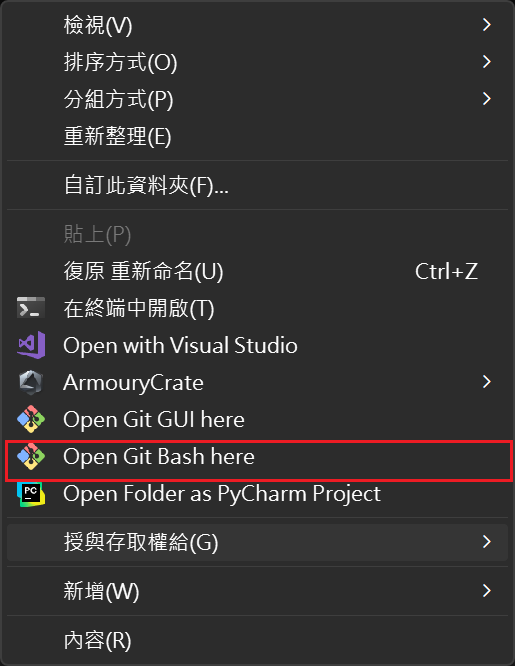 檢視(V)
排序方式(O)
分組方式(P)
重新整理(E)
自訂此資料夾(F)...
貼上(P)
復原 重新命名(U) Ctrl+Z
在終端中開啟(T)
Open with Visual Studio
ArmouryCrate
Open Git GUI here
Open Git Bash here
PC Open Folder as PyCharm Project
授與存取權給(G)
新增(W)
內容(R)